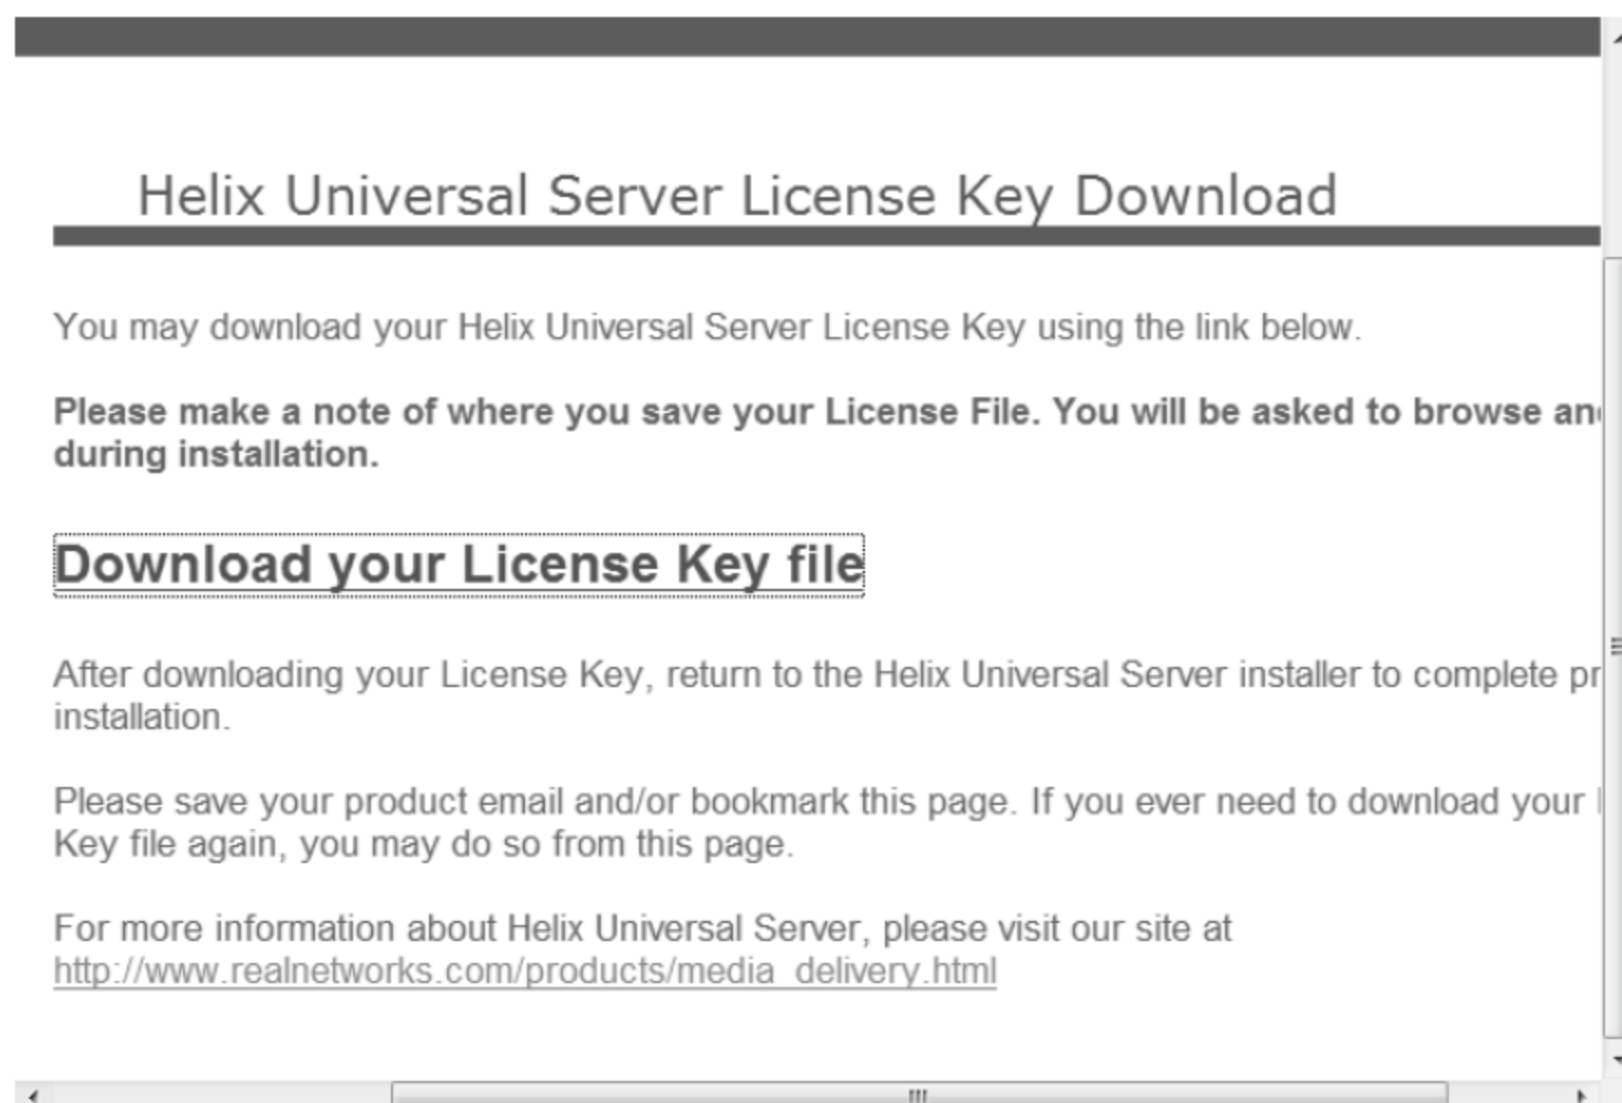 Helix Universal Server License Key Download
You may download your Helix Universal Server License Key using the link below.
Please make a note of where you save your License File. You will be asked to browse
during installation.
Download your License Key file
After downloading your License Key, return to the Helix Universal Server installer to complete
installation.
Please save your product email and/or bookmark this page. If you ever need to download your
Key file again, you may do so from this page.
For more information about Helix Universal Server, please visit our site at
http://www.realnetworks.com/products/media_delivery.html